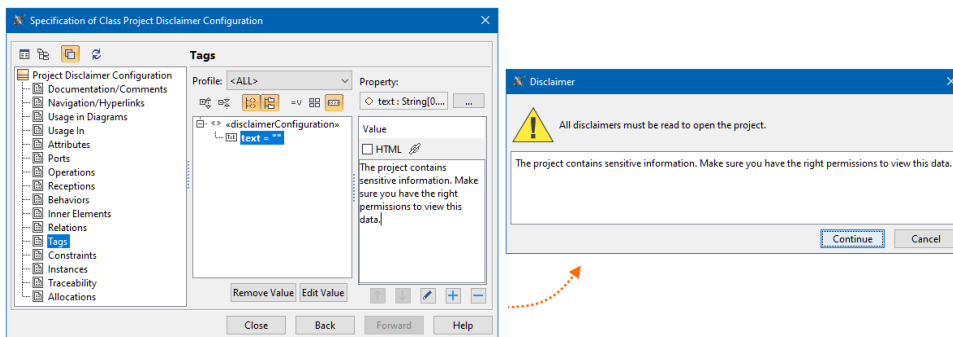 Specification of Class Project Disclaimer Configuration
Project Disclaimer Configuration
Documentation/Comments
Navigation/Hyperlinks
Usage in Diagrams
Usage In
Attributes
Ports
Operations
Receptions
Behaviors
Inner Elements
Relations
Tags
Constraints
Instances
Traceability
Allocations
Tags
Profile: <ALL>
«disclaimerConfiguration»
text = ""
Remove Value Edit Value
Property:
text : String[0.... ...
Value
HTML
The project contains
sensitive information. Make
sure you have the right
permissions to view this
data.
Close Back Forward Help
Disclaimer
All disclaimers must be read to open the project.
The project contains sensitive information. Make sure you have the right permissions to view this data.
Continue Cancel